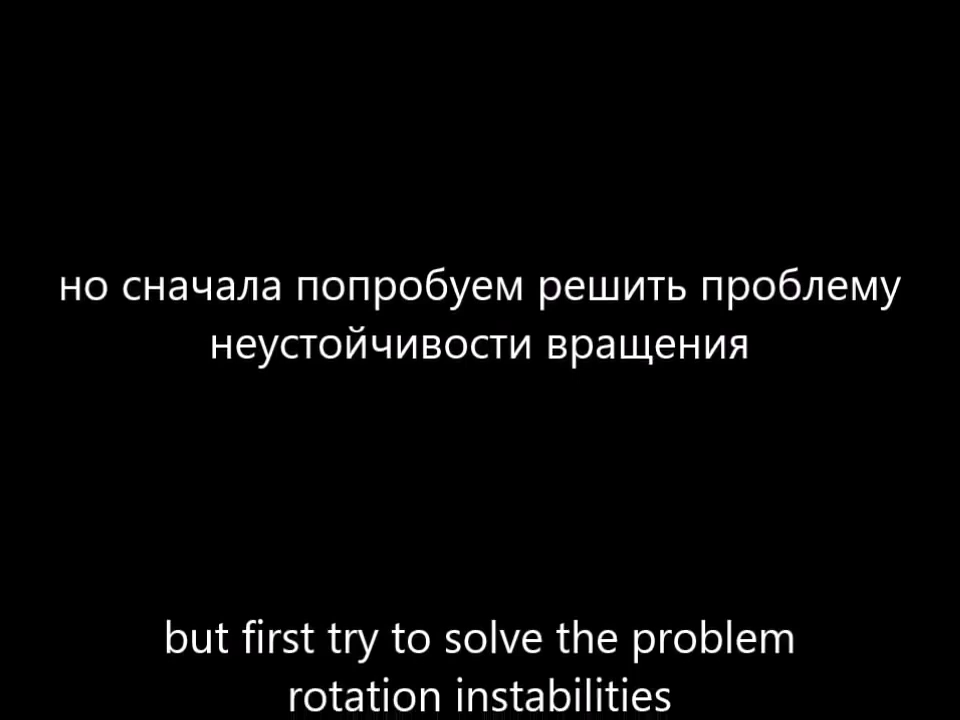 но сначала попробуем решить проблему
неустойчивости вращения
but first try to solve the problem
rotation instabilities